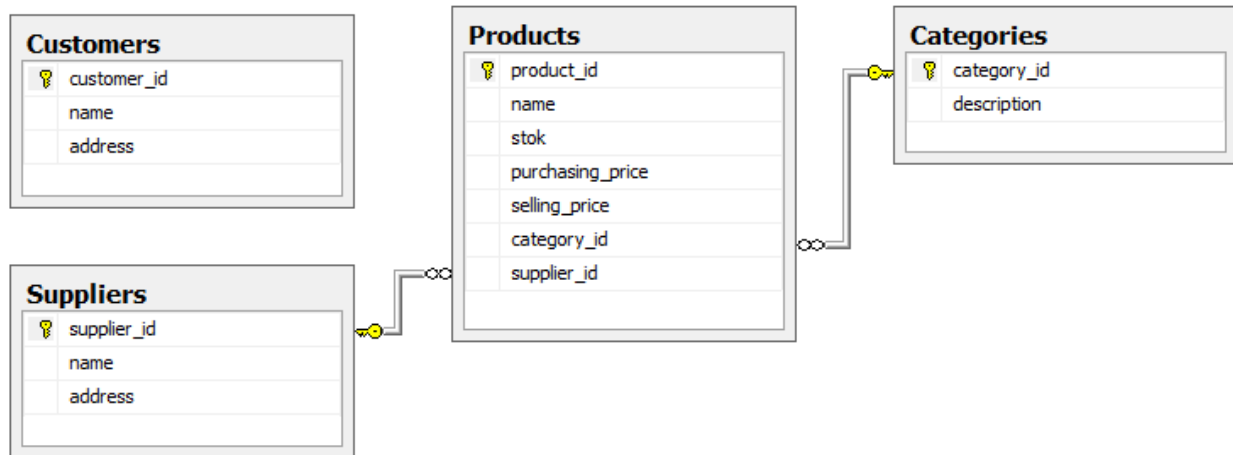 Customers
customer_id
name
address
Suppliers
supplier_id
name
address
Products
product_id
name
stok
purchasing_price
selling_price
category_id
supplier_id
Categories
category_id
description